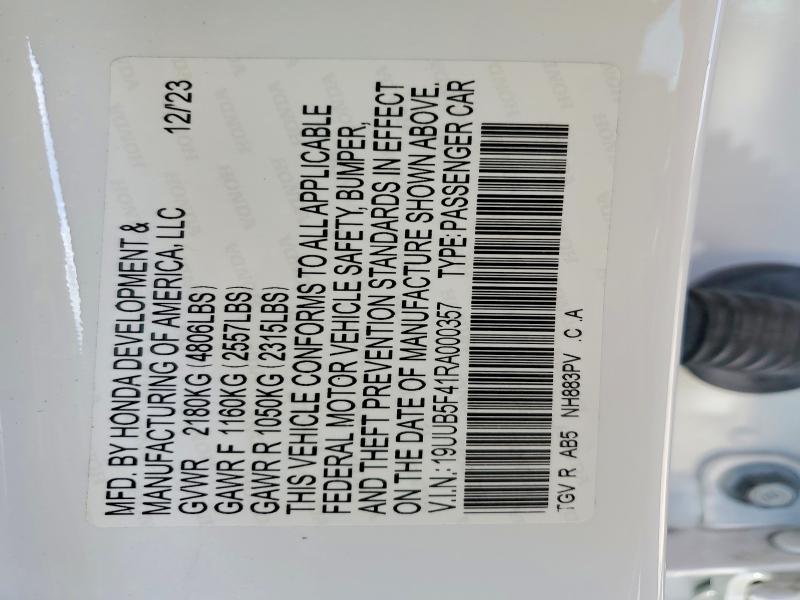 MFD. BY HONDA DEVELOPMENT &
MANUFACTURING OF AMERICA, LLC 12/'23
GVWR 2180KG (4806LBS)
GAWR F 1160KG (2557LBS)
GAWR R 1050KG (2315LBS)
THIS VEHICLE CONFORMS TO ALL APPLICABLE
FEDERAL MOTOR VEHICLE SAFETY, BUMPER,
AND THEFT PREVENTION STANDARDS IN EFFECT
ON THE DATE OF MANUFACTURE SHOWN ABOVE.
V.I.N.: 19UUB5F41RA000357 TYPE: PASSENGER CAR
TGV R AB5 NH883PV .C .A